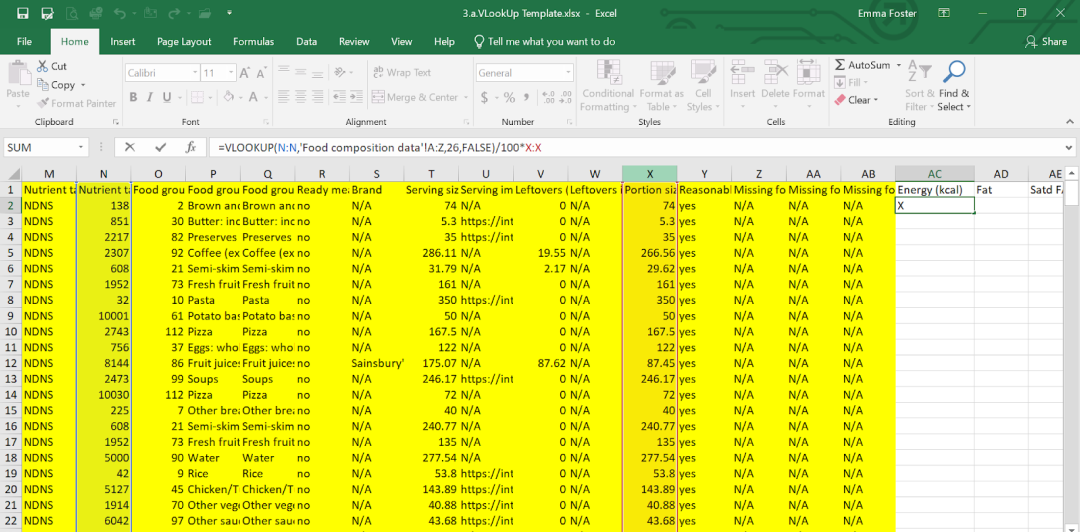 3.a.VLookUp Template.xlsx - Excel Emma Foster
File Home Insert Page Layout Formulas Data Review View Help Tell me what you want to do Share
Cut Calibri 11 Wrap Text General AutoSum
Paste Copy Fill
Format Painter B I U Merge & Center $ % , Conditional Formatting Format as Table Cell Styles Insert Delete Format Clear Sort & Filter Find & Select
Clipboard Font Alignment Number Styles Cells Editing
SUM fx =VLOOKUP(N:N,'Food composition data'!A:Z,26,FALSE)/100*X:X
M N O P Q R S T U V W X Y Z AA AB AC AD AE
1 Nutrient ta Nutrient ta Food grou Food grou Food grou Ready mea Brand Serving siz Serving im Leftovers ( Leftovers i Portion siz Reasonabl Missing fo Missing fo Missing fo Energy (kcal) Fat Satd FA
2 NDNS 138 2 Brown and Brown and no N/A 74 N/A 0 N/A 74 yes N/A N/A N/A X
3 NDNS 851 30 Butter: inc Butter: inc no N/A 5.3 https://int 0 N/A 5.3 yes N/A N/A N/A
4 NDNS 2217 82 Preserves Preserves no N/A 35 https://int 0 N/A 35 yes N/A N/A N/A
5 NDNS 2307 92 Coffee (ex Coffee (ex no N/A 286.11 N/A 19.55 N/A 266.56 yes N/A N/A N/A
6 NDNS 608 21 Semi-skim Semi-skim no N/A 31.79 N/A 2.17 N/A 29.62 yes N/A N/A N/A
7 NDNS 1952 73 Fresh fruit Fresh fruit no N/A 161 N/A 0 N/A 161 yes N/A N/A N/A
8 NDNS 32 10 Pasta Pasta no N/A 350 https://int 0 N/A 350 yes N/A N/A N/A
9 NDNS 10001 61 Potato bas Potato bas no N/A 50 N/A 0 N/A 50 yes N/A N/A N/A
10 NDNS 2743 112 Pizza Pizza no N/A 167.5 N/A 0 N/A 167.5 yes N/A N/A N/A
11 NDNS 756 37 Eggs: who Eggs: who no N/A 122 N/A 0 N/A 122 yes N/A N/A N/A
12 NDNS 8144 86 Fruit juices Fruit juices no Sainsbury' 175.07 N/A 87.62 N/A 87.45 yes N/A N/A N/A
13 NDNS 2473 99 Soups Soups no N/A 246.17 https://int 0 N/A 246.17 yes N/A N/A N/A
14 NDNS 10030 112 Pizza Pizza no N/A 72 N/A 0 N/A 72 yes N/A N/A N/A
15 NDNS 225 7 Other brea Other brea no N/A 40 N/A 0 N/A 40 yes N/A N/A N/A
16 NDNS 608 21 Semi-skim Semi-skim no N/A 240.77 N/A 0 N/A 240.77 yes N/A N/A N/A
17 NDNS 1952 73 Fresh fruit Fresh fruit no N/A 135 N/A 0 N/A 135 yes N/A N/A N/A
18 NDNS 5000 90 Water Water no N/A 277.54 N/A 0 N/A 277.54 yes N/A N/A N/A
19 NDNS 42 9 Rice Rice no N/A 53.8 https://int 0 N/A 53.8 yes N/A N/A N/A
20 NDNS 5127 45 Chicken/T Chicken/T no N/A 143.89 https://int 0 N/A 143.89 yes N/A N/A N/A
21 NDNS 1914 70 Other vege Other vege no N/A 40.88 https://int 0 N/A 40.88 yes N/A N/A N/A
22 NDNS 6042 97 Other sau Other sau no N/A 43.68 https://int 0 N/A 43.68 yes N/A N/A N/A